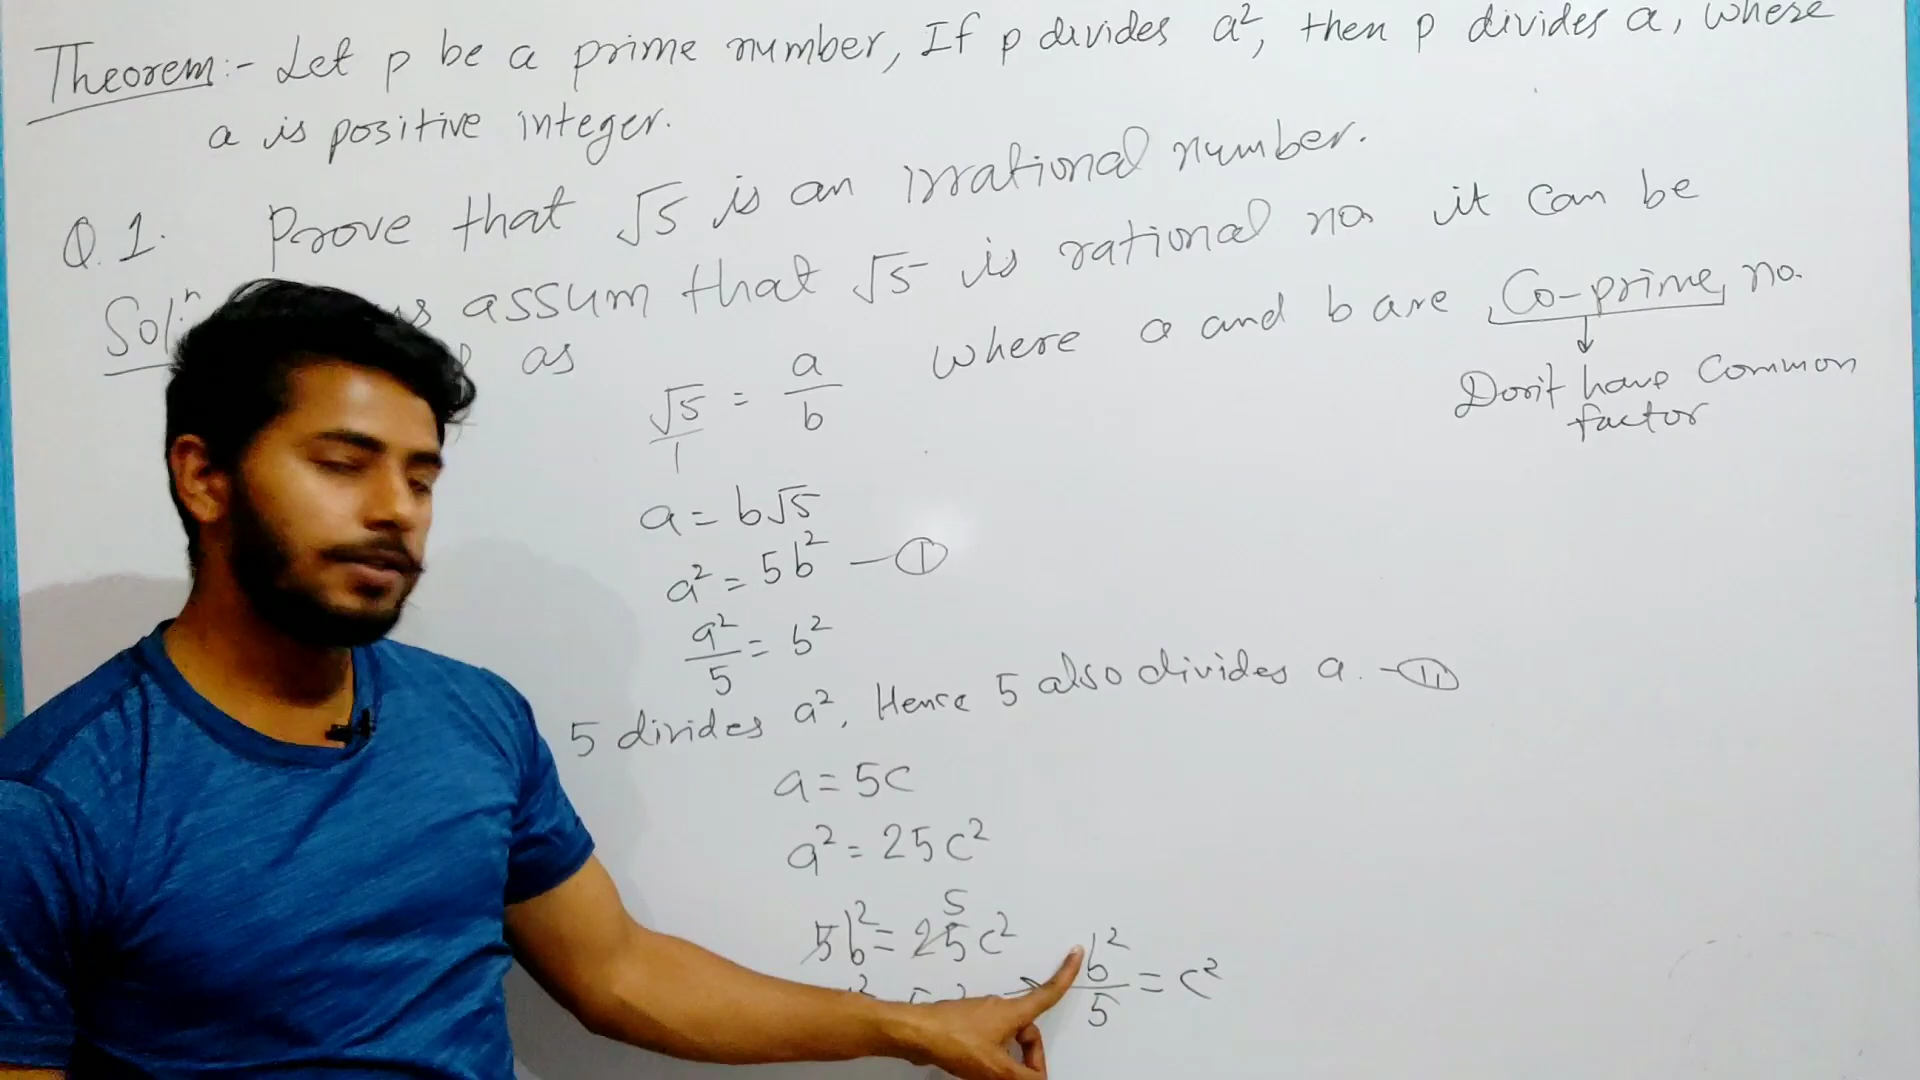 Theorem:- Let p be a prime number, If p divides a², then p divides a, where
a is positive integer.
Q.1. Prove that √5 is an irrational number.
Solⁿ: assum that √5 is rational no. it can be
as
√5/1 = a/b where a and b are Co-prime no.
Don't have common
factor
a = b√5
a² = 5b² — I
a²/5 = b²
5 divides a². Hence 5 also divides a. — II
a = 5c
a² = 25c²
5b² = 25c² 5
b²/5 = c²